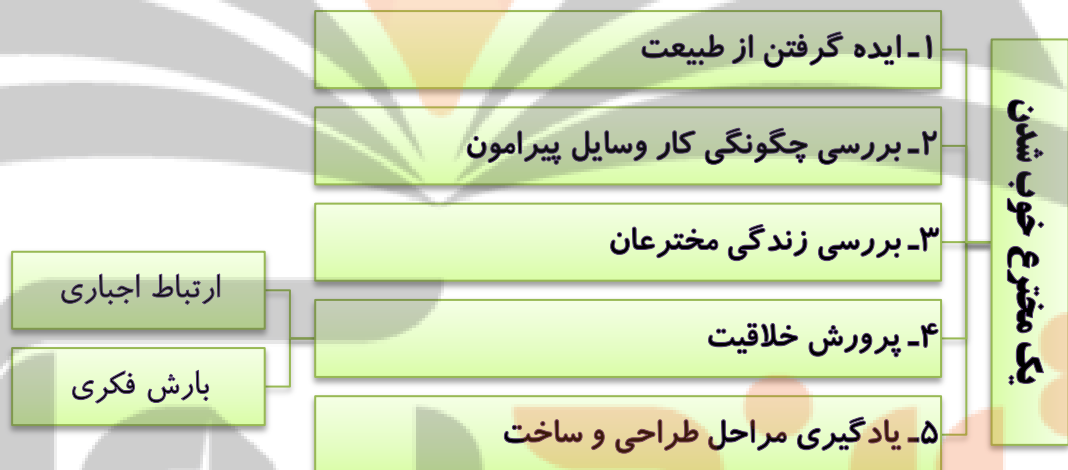 یک مخترع خوب شدن
۱ـ ایده گرفتن از طبیعت
۲ـ بررسی چگونگی کار وسایل پیرامون
۳ـ بررسی زندگی مخترعان
۴ـ پرورش خلاقیت
ارتباط اجباری
بارش فکری
۵ـ یادگیری مراحل طراحی و ساخت